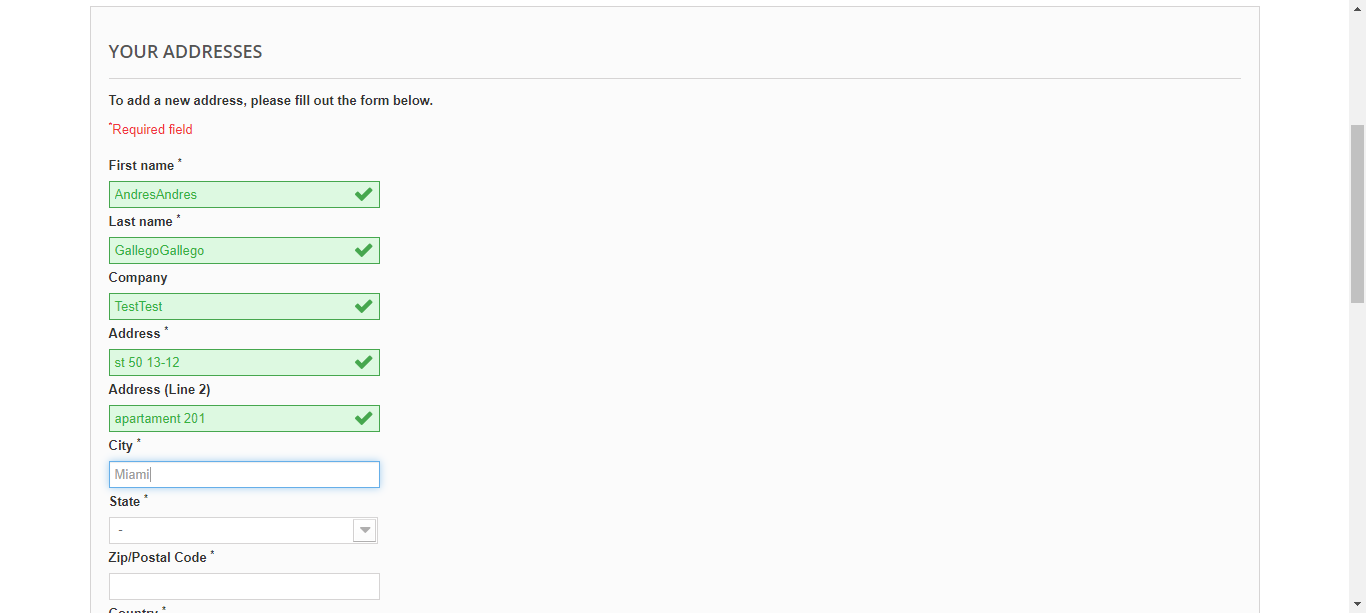 YOUR ADDRESSES
To add a new address, please fill out the form below.
*Required field
First name *
AndresAndres
Last name *
GallegoGallego
Company
TestTest
Address *
st 50 13-12
Address (Line 2)
apartament 201
City *
Miami
State *
-
Zip/Postal Code *
Country *